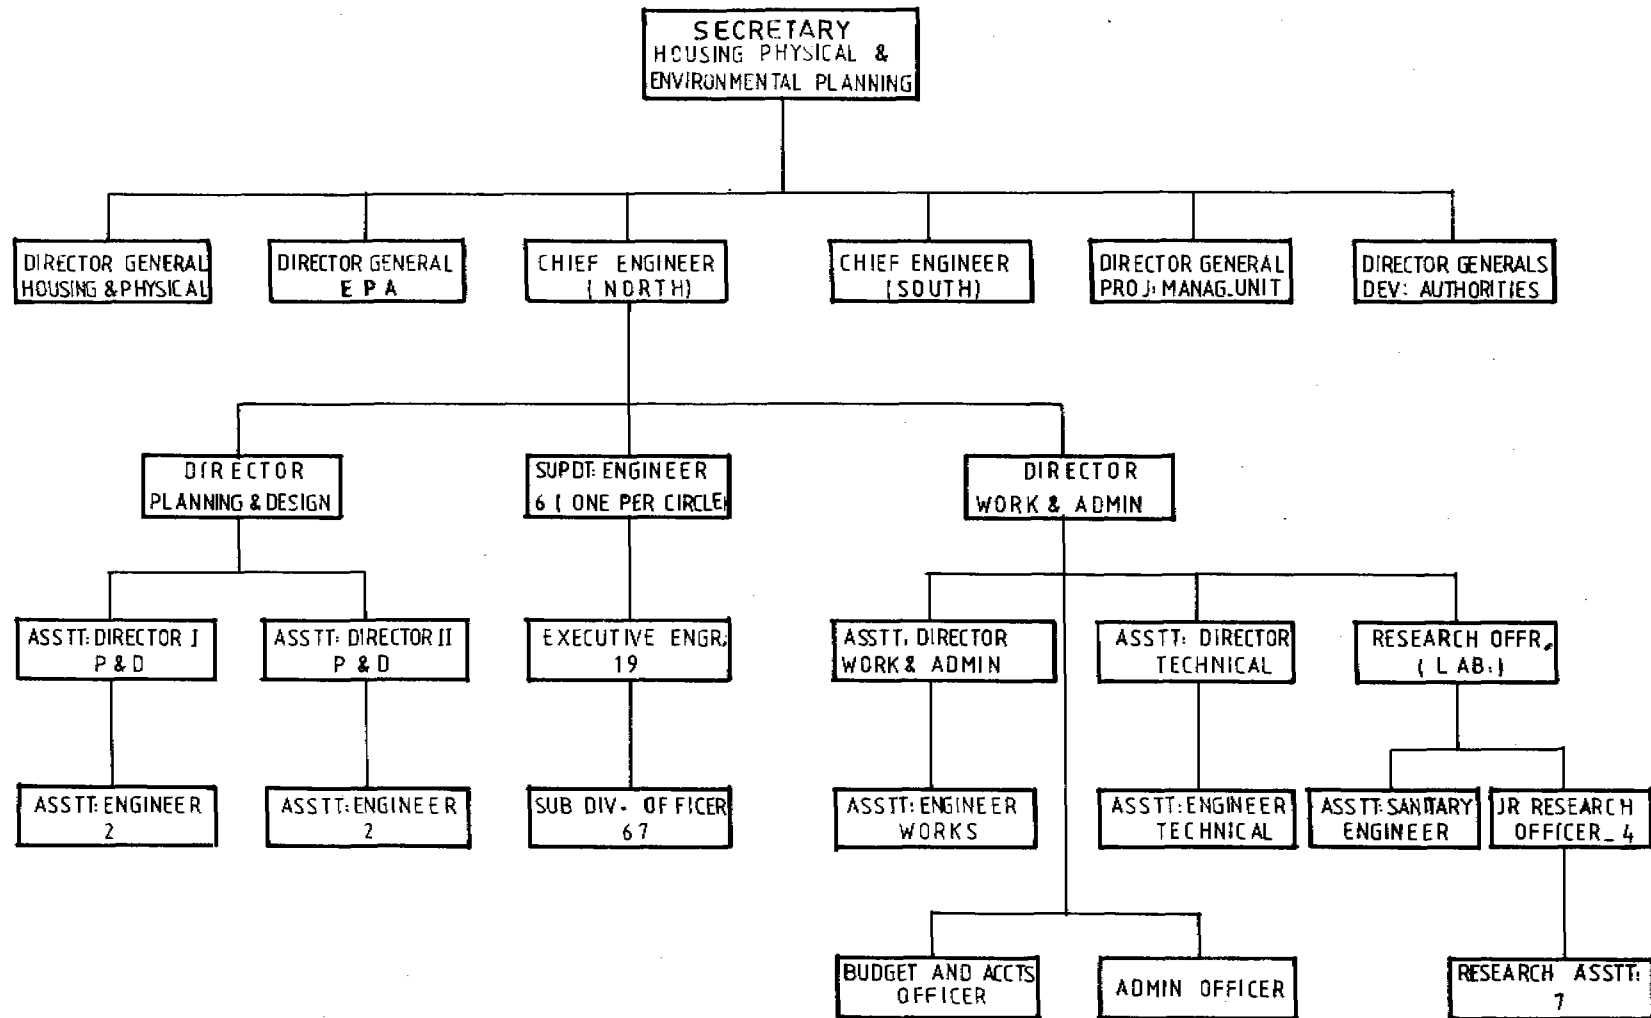 SECRETARY
HOUSING PHYSICAL &
ENVIRONMENTAL PLANNING
DIRECTOR GENERAL
HOUSING & PHYSICAL
DIRECTOR GENERAL
E P A
CHIEF ENGINEER
(NORTH)
CHIEF ENGINEER
(SOUTH)
DIRECTOR GENERAL
PROJ: MANAG.UNIT
DIRECTOR GENERALS
DEV: AUTHORITIES
DIRECTOR
PLANNING & DESIGN
SUPDT: ENGINEER
6 ( ONE PER CIRCLE)
DIRECTOR
WORK & ADMIN
ASSTT: DIRECTOR I
P & D
ASSTT: DIRECTOR II
P & D
EXECUTIVE ENGR.
19
ASSTT. DIRECTOR
WORK & ADMIN
ASSTT: DIRECTOR
TECHNICAL
RESEARCH OFFR.
( LAB:)
ASSTT: ENGINEER
2
ASSTT: ENGINEER
2
SUB DIV. OFFICER
67
ASSTT: ENGINEER
WORKS
ASSTT: ENGINEER
TECHNICAL
ASSTT: SANITARY
ENGINEER
JR RESEARCH
OFFICER_ 4
BUDGET AND ACCTS
OFFICER
ADMIN OFFICER
RESEARCH ASSTT:
7